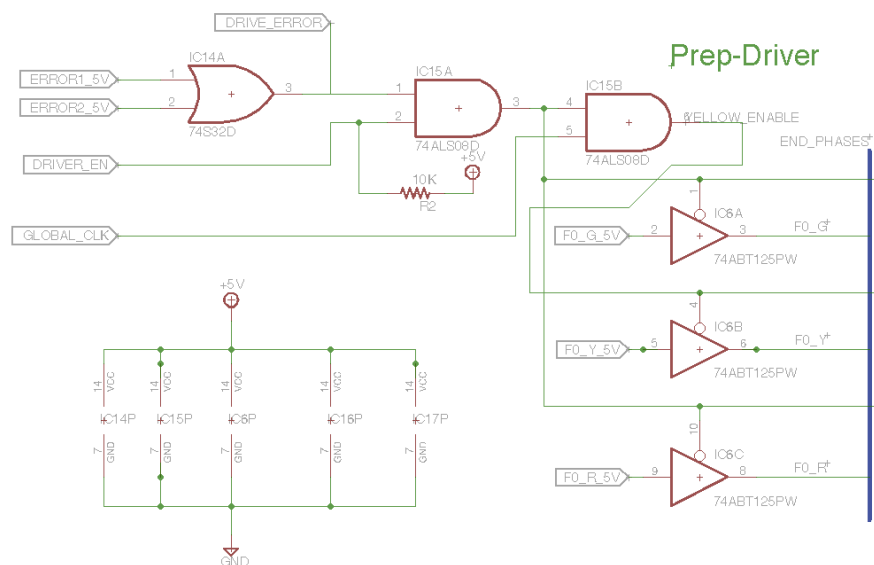 DRIVE_ERROR
Prep-Driver
IC14A
ERROR1_5V
1
3
ERROR2_5V
2
74S32D
IC15A
1
3
2
74ALS08D
IC15B
4
6
YELLOW_ENABLE
5
74ALS08D
DRIVER_EN
+5V
10K
R2
GLOBAL_CLK
END_PHASES
1
IC6A
F0_G_5V
2
3
F0_G
74ABT125PW
4
IC6B
F0_Y_5V
5
6
F0_Y
74ABT125PW
10
IC6C
F0_R_5V
9
8
F0_R
74ABT125PW
+5V
14
VCC
14
VCC
14
VCC
14
VCC
14
VCC
IC14P
IC15P
IC6P
IC16P
IC17P
7
GND
7
GND
7
GND
7
GND
7
GND
GND